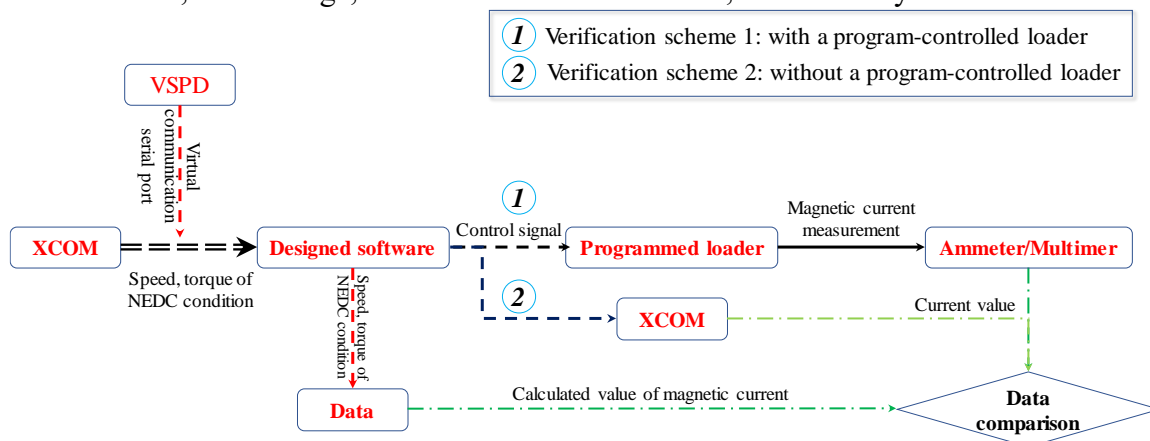 1 Verification scheme 1: with a program-controlled loader
2 Verification scheme 2: without a program-controlled loader
VSPD
Virtual
communication
serial port
1
XCOM
Designed software
Control signal
Programmed loader
Magnetic current
measurement
Ammeter/Multimer
Speed, torque of
NEDC condition
Speed, torque of
NEDC condition
2
XCOM
Current value
Data
Calculated value of magnetic current
Data
comparison